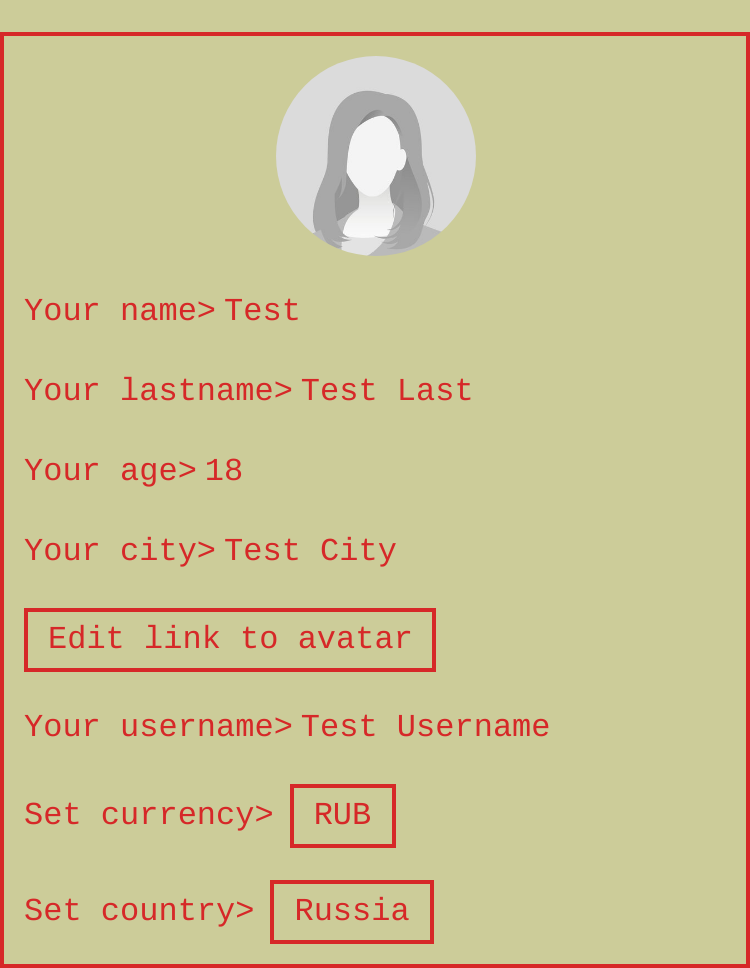 Your name> Test
Your lastname> Test Last
Your age> 18
Your city> Test City
Edit link to avatar
Your username> Test Username
Set currency> RUB
Set country> Russia